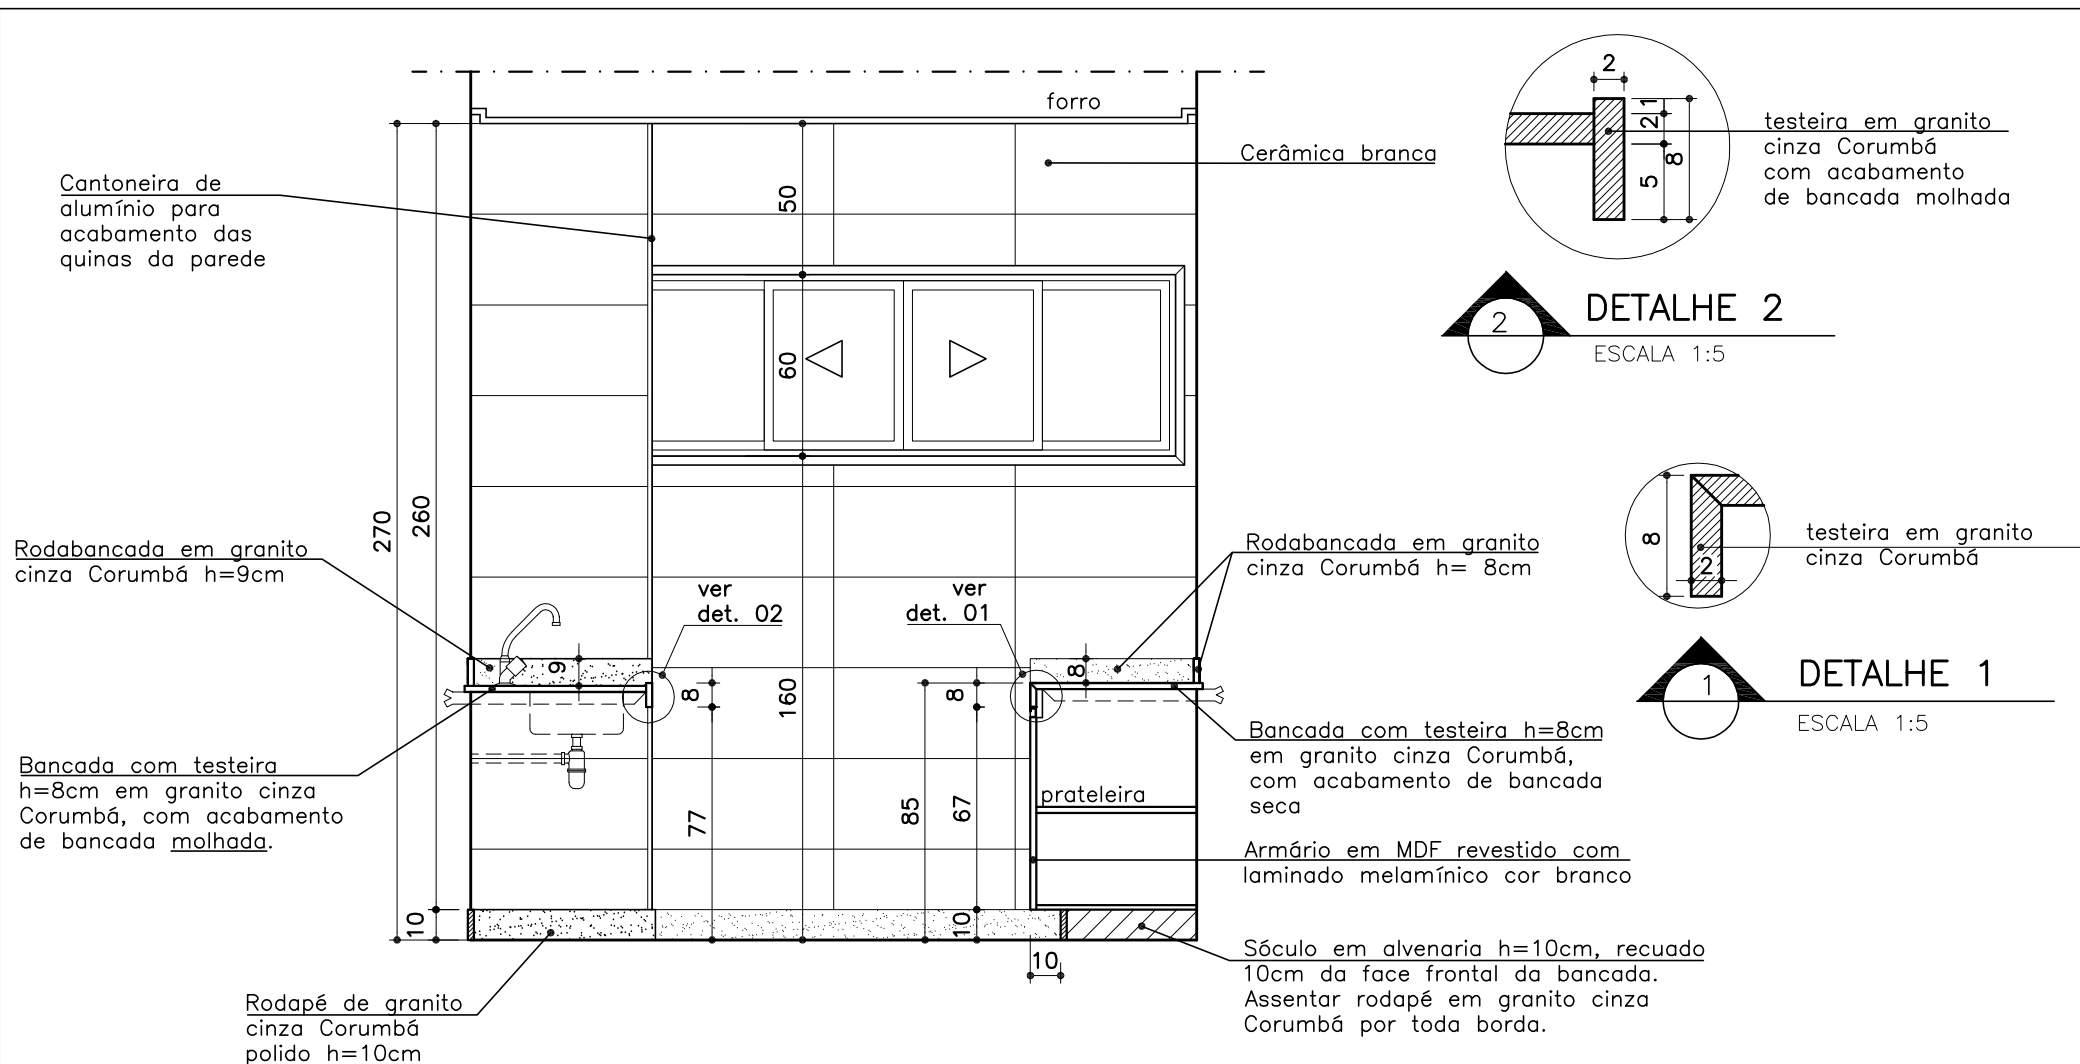 forro
Cerâmica branca
Cantoneira de
alumínio para
acabamento das
quinas da parede
50
60
160
270
260
10
Rodabancada em granito
cinza Corumbá h=9cm
ver
det. 02
ver
det. 01
9
8
8
8
77
85
67
10
10
prateleira
Bancada com testeira
h=8cm em granito cinza
Corumbá, com acabamento
de bancada molhada.
Rodapé de granito
cinza Corumbá
polido h=10cm
Rodabancada em granito
cinza Corumbá h= 8cm
Bancada com testeira h=8cm
em granito cinza Corumbá,
com acabamento de bancada
seca
Armário em MDF revestido com
laminado melamínico cor branco
Sóculo em alvenaria h=10cm, recuado
10cm da face frontal da bancada.
Assentar rodapé em granito cinza
Corumbá por toda borda.
2
1
2
5
8
testeira em granito
cinza Corumbá
com acabamento
de bancada molhada
2
DETALHE 2
ESCALA 1:5
8
2
testeira em granito
cinza Corumbá
1
DETALHE 1
ESCALA 1:5